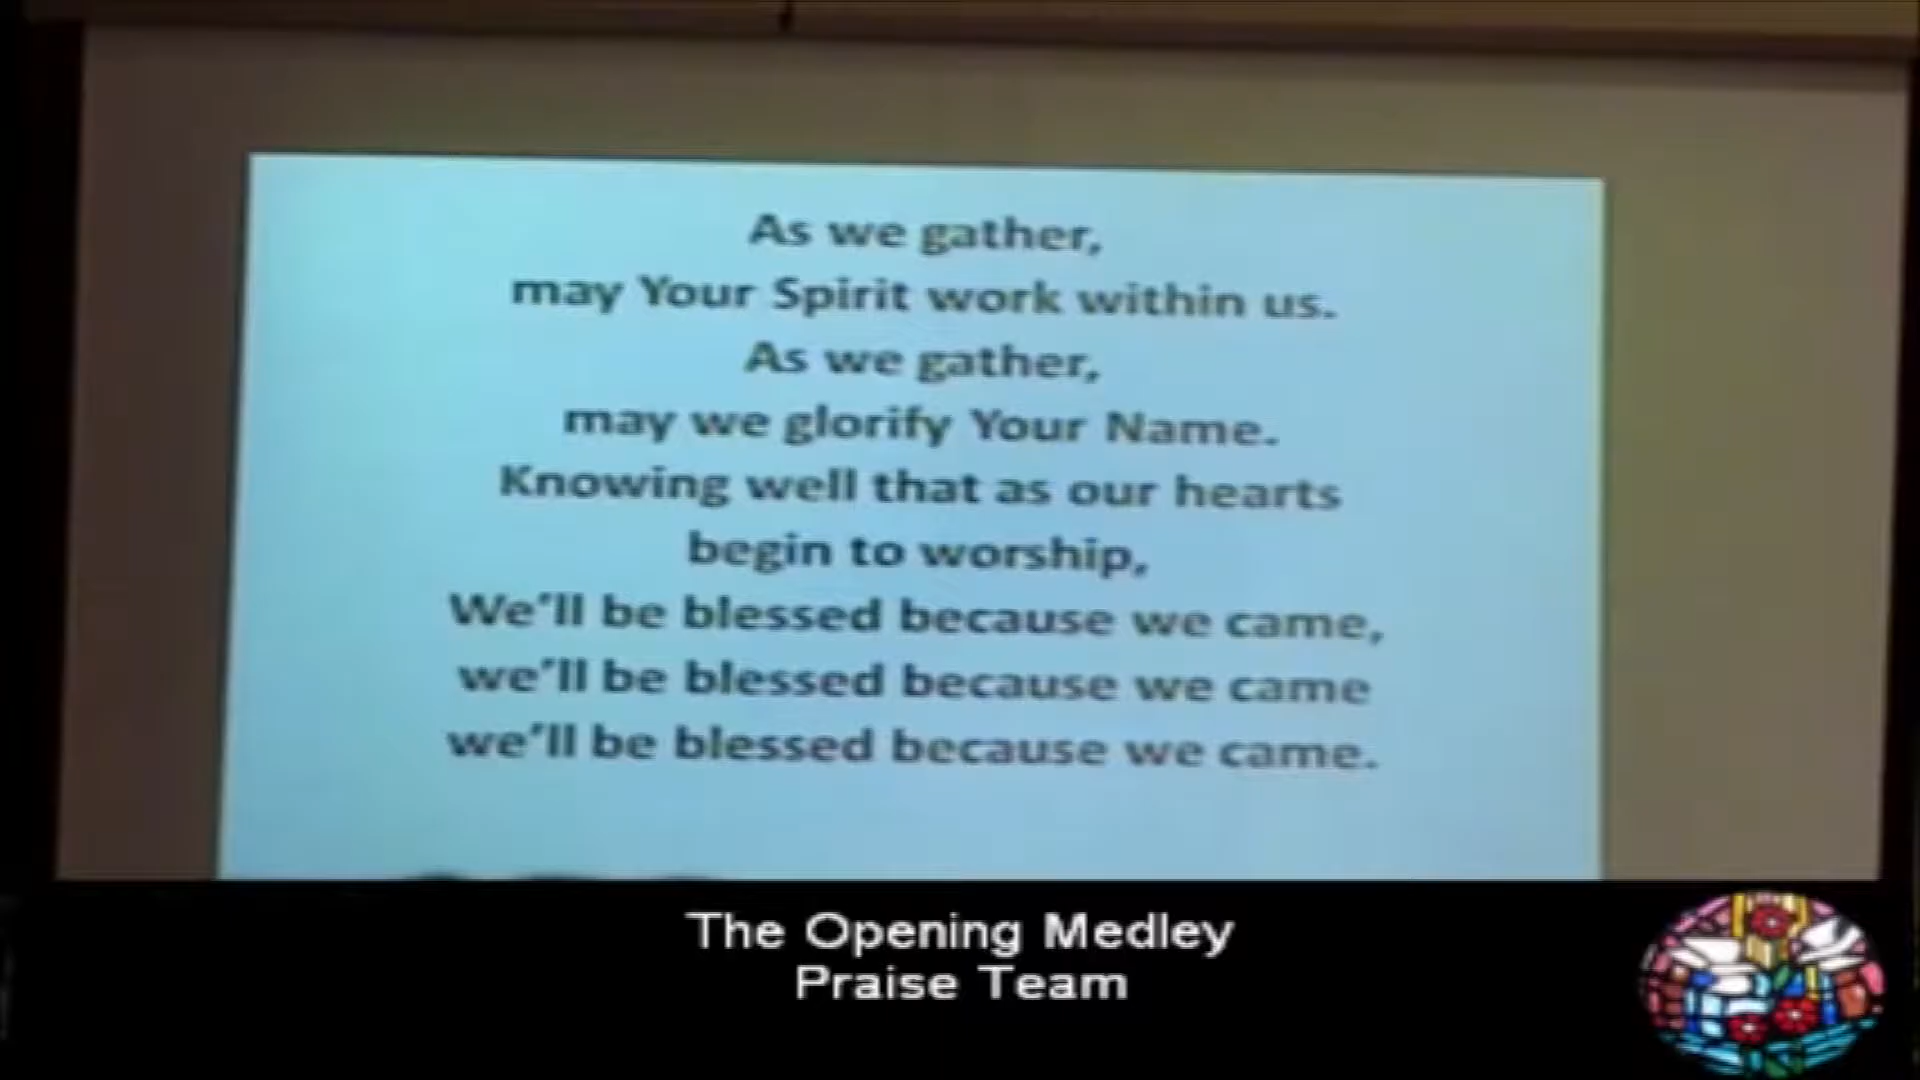 As we gather,
may Your Spirit work within us.
As we gather,
may we glorify Your Name.
Knowing well that as our hearts
begin to worship,
We'll be blessed because we came,
we'll be blessed because we came
we'll be blessed because we came.
The Opening Medley
Praise Team